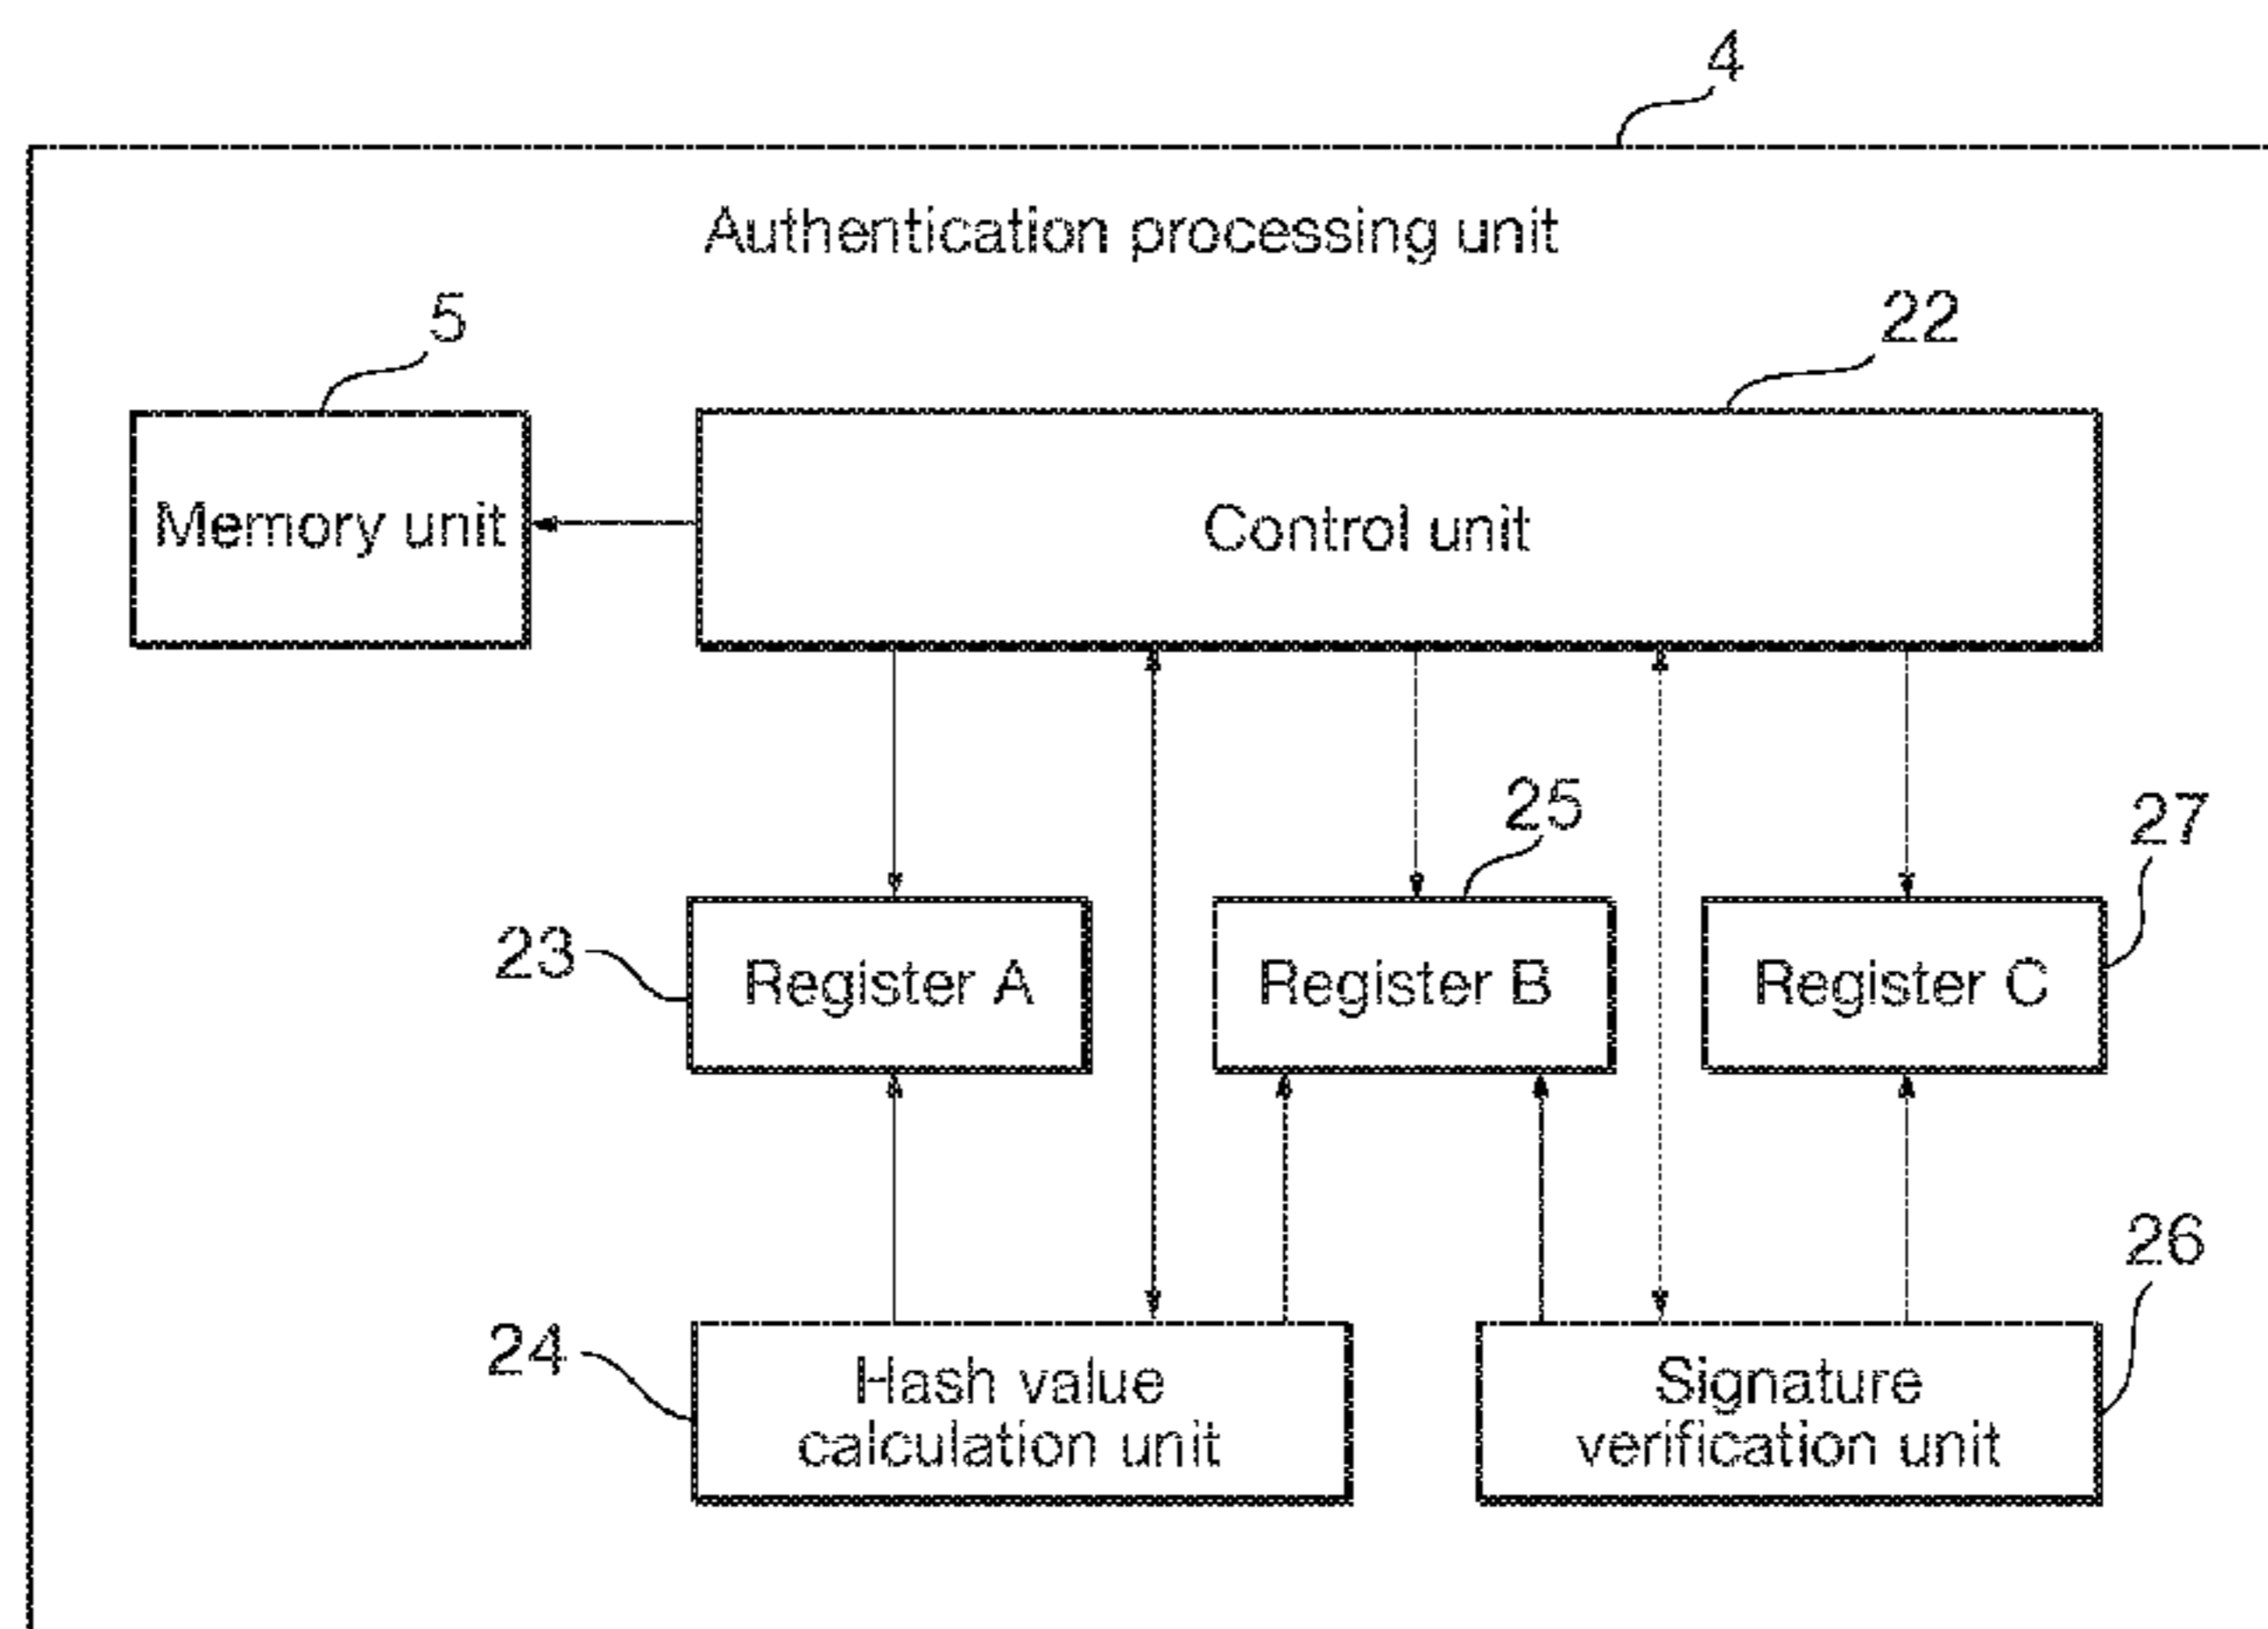 4
Authentication processing unit
5
22
Memory unit
Control unit
25
27
23
Register A
Register B
Register C
26
24
Hash value
calculation unit
Signature
verification unit